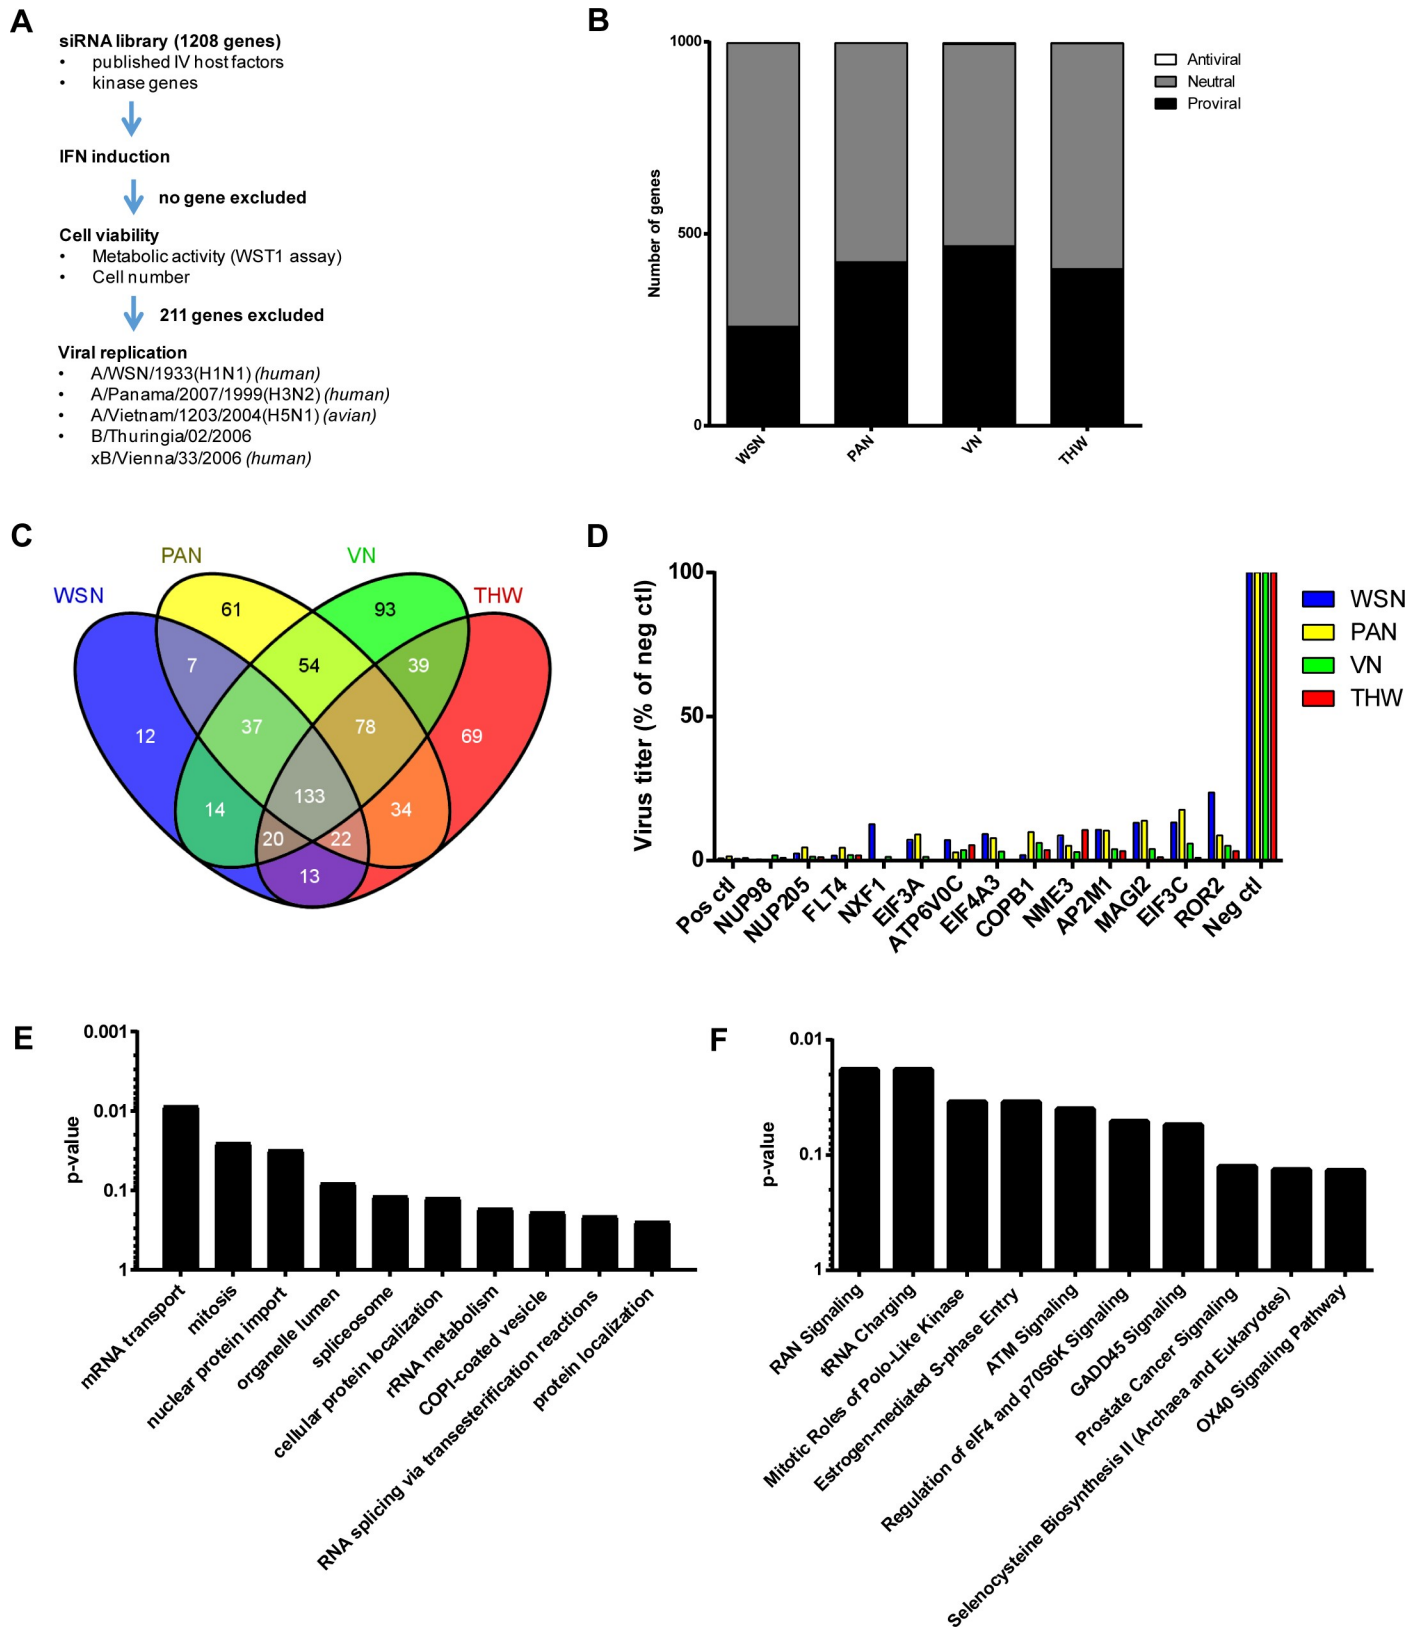 A
siRNA library (1208 genes)
• published IV host factors
• kinase genes
IFN induction
no gene excluded
Cell viability
• Metabolic activity (WST1 assay)
• Cell number
211 genes excluded
Viral replication
• A/WSN/1933(H1N1) (human)
• A/Panama/2007/1999(H3N2) (human)
• A/Vietnam/1203/2004(H5N1) (avian)
• B/Thuringia/02/2006
xB/Vienna/33/2006 (human)
B
Number of genes
1000
500
0
WSN
PAN
VN
THW
Antiviral
Neutral
Proviral
C
PAN
VN
WSN
THW
61
93
7
54
39
12
37
78
69
14
133
34
20
22
13
D
Virus titer (% of neg ctl)
100
50
0
Pos ctl
NUP98
NUP205
FLT4
NXF1
EIF3A
ATP6V0C
EIF4A3
COPB1
NME3
AP2M1
MAGI2
EIF3C
ROR2
Neg ctl
WSN
PAN
VN
THW
E
p-value
0.001
0.01
0.1
1
mRNA transport
mitosis
nuclear protein import
organelle lumen
spliceosome
cellular protein localization
rRNA metabolism
COPI-coated vesicle
RNA splicing via transesterification reactions
protein localization
F
p-value
0.01
0.1
1
RAN Signaling
tRNA Charging
Mitotic Roles of Polo-Like Kinase
Estrogen-mediated S-phase Entry
ATM Signaling
Regulation of eIF4 and p70S6K Signaling
GADD45 Signaling
Prostate Cancer Signaling
Selenocysteine Biosynthesis II (Archaea and Eukaryotes)
OX40 Signaling Pathway